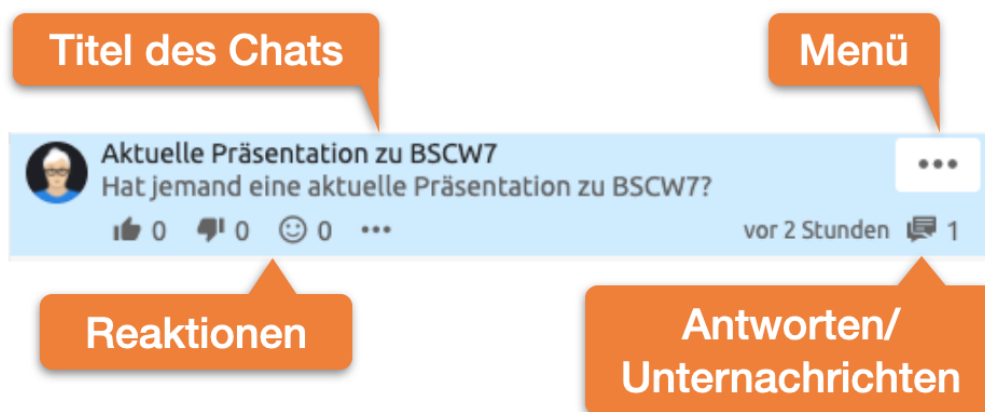 Titel des Chats
Menü
Aktuelle Präsentation zu BSCW7
Hat jemand eine aktuelle Präsentation zu BSCW7?
0 0 0 vor 2 Stunden 1
Reaktionen
Antworten/
Unternachrichten